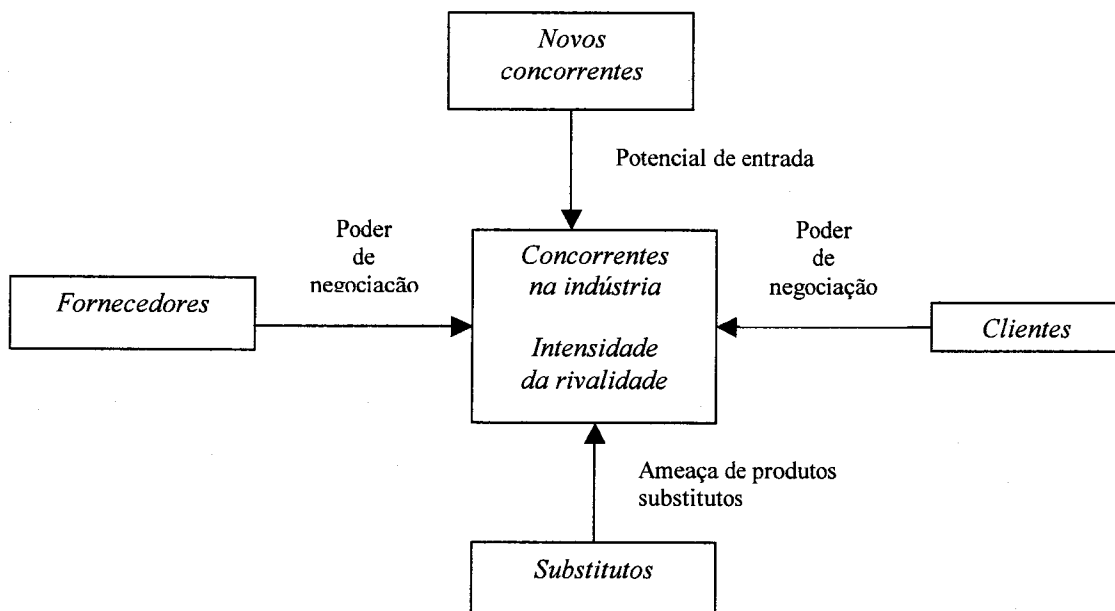 Novos
concorrentes
Potencial de entrada
Poder
de
negociação
Poder
de
negociação
Fornecedores
Concorrentes
na indústria
Intensidade
da rivalidade
Clientes
Ameaça de produtos
substitutos
Substitutos